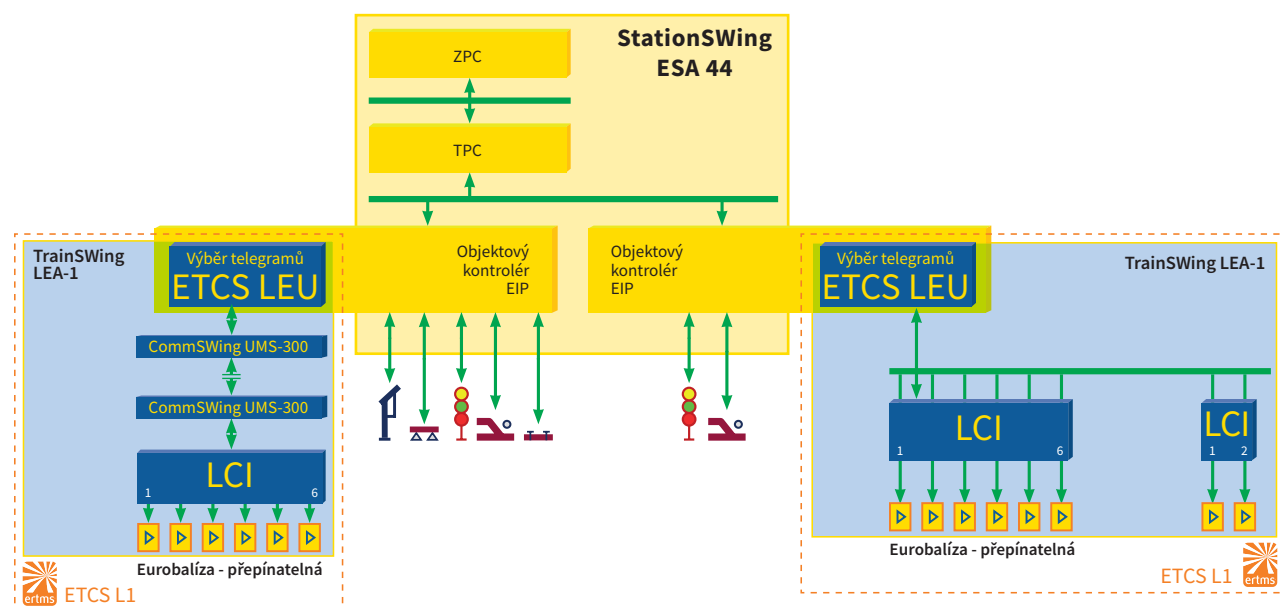 StationSWing
ESA 44
ZPC
TPC
TrainSWing
LEA-1
Výběr telegramů
ETCS LEU
Objektový
kontrolér
EIP
Objektový
kontrolér
EIP
Výběr telegramů
ETCS LEU
TrainSWing LEA-1
CommSWing UMS-300
CommSWing UMS-300
LCI
1 6
LCI
1 6
LCI
1 2
Eurobalíza - přepínatelná
Eurobalíza - přepínatelná
ertms
ETCS L1
ETCS L1
ertms